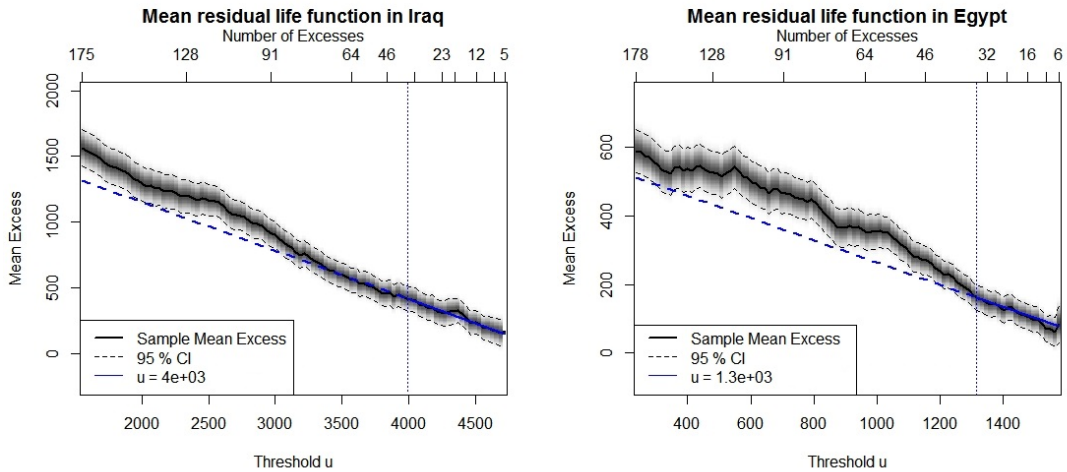 Mean residual life function in Iraq
Number of Excesses
175 128 91 64 46 23 12 5
2000
1500
1000
500
0
Mean Excess
Sample Mean Excess
95 % CI
u = 4e+03
2000 2500 3000 3500 4000 4500
Threshold u
Mean residual life function in Egypt
Number of Excesses
178 128 91 64 46 32 16 6
600
400
200
0
Mean Excess
Sample Mean Excess
95 % CI
u = 1.3e+03
400 600 800 1000 1200 1400
Threshold u